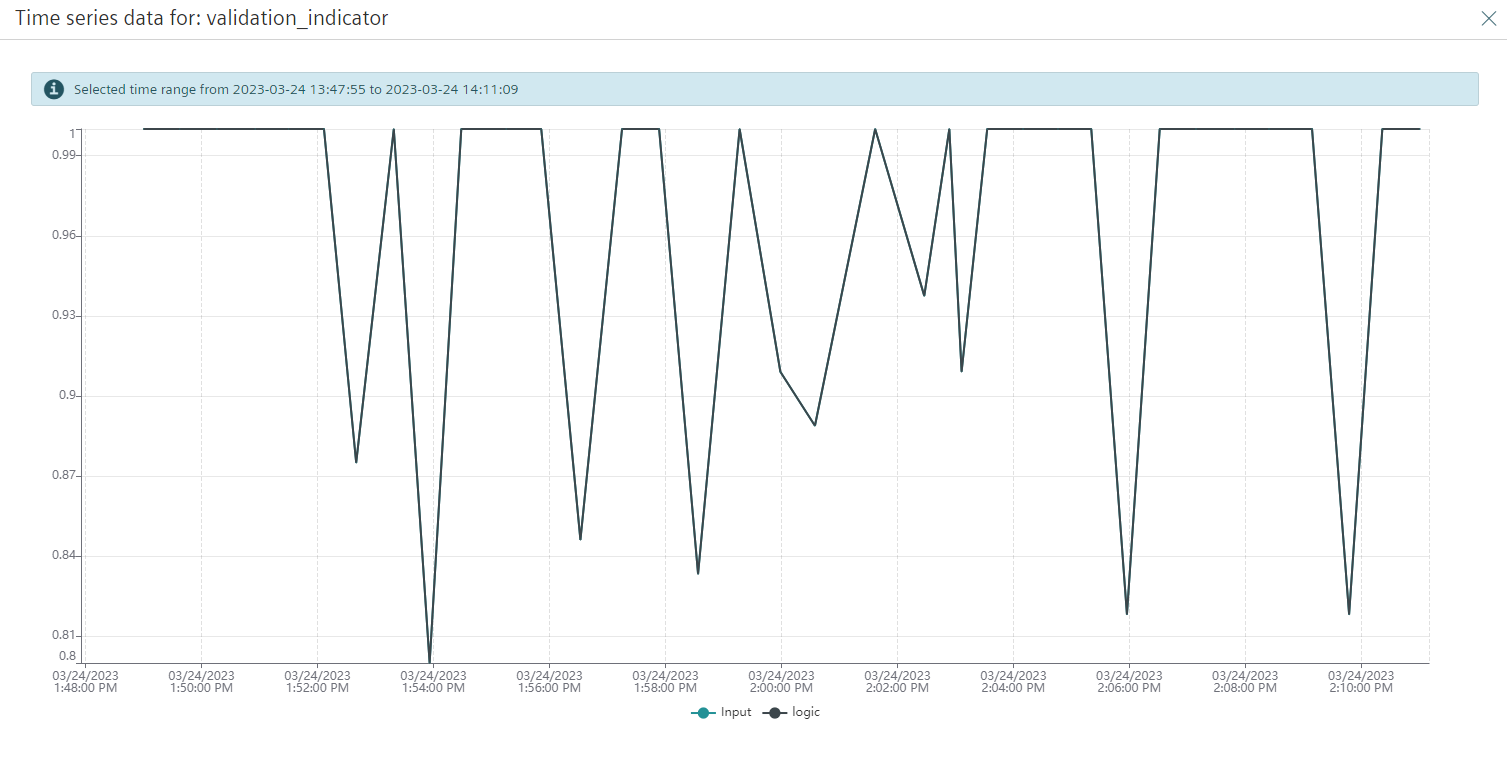 Time series data for: validation_indicator
Selected time range from 2023-03-24 13:47:55 to 2023-03-24 14:11:09
1
0.99
0.96
0.93
0.9
0.87
0.84
0.81
0.8
03/24/2023 03/24/2023 03/24/2023 03/24/2023 03/24/2023 03/24/2023 03/24/2023 03/24/2023 03/24/2023 03/24/2023 03/24/2023 03/24/2023
1:48:00 PM 1:50:00 PM 1:52:00 PM 1:54:00 PM 1:56:00 PM 1:58:00 PM 2:00:00 PM 2:02:00 PM 2:04:00 PM 2:06:00 PM 2:08:00 PM 2:10:00 PM
Input logic